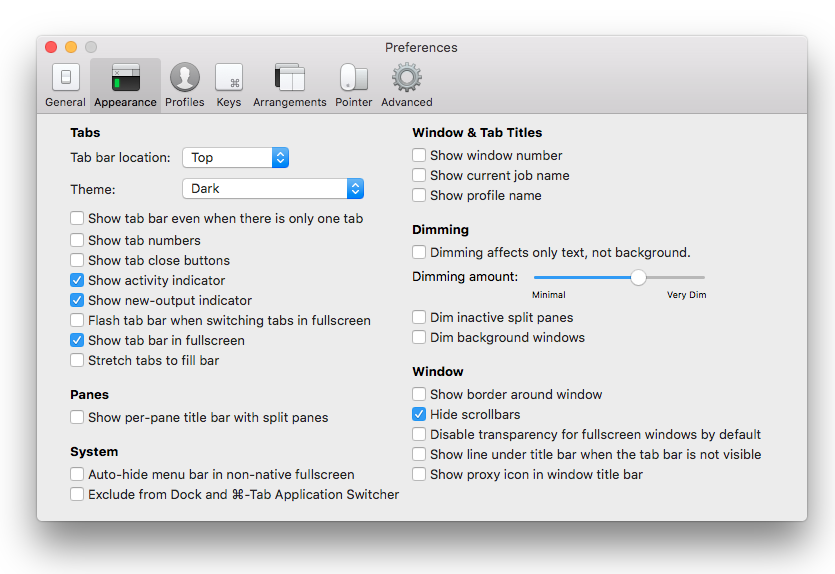 Preferences
General Appearance Profiles Keys Arrangements Pointer Advanced
Tabs
Tab bar location: Top
Theme: Dark
Show tab bar even when there is only one tab
Show tab numbers
Show tab close buttons
Show activity indicator
Show new-output indicator
Flash tab bar when switching tabs in fullscreen
Show tab bar in fullscreen
Stretch tabs to fill bar
Panes
Show per-pane title bar with split panes
System
Auto-hide menu bar in non-native fullscreen
Exclude from Dock and ⌘-Tab Application Switcher
Window & Tab Titles
Show window number
Show current job name
Show profile name
Dimming
Dimming affects only text, not background.
Dimming amount:
Minimal Very Dim
Dim inactive split panes
Dim background windows
Window
Show border around window
Hide scrollbars
Disable transparency for fullscreen windows by default
Show line under title bar when the tab bar is not visible
Show proxy icon in window title bar